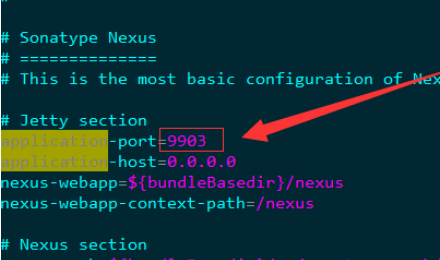 #
# Sonatype Nexus
# ==============
# This is the most basic configuration of Nex
# Jetty section
application-port=9903
application-host=0.0.0.0
nexus-webapp=${bundleBasedir}/nexus
nexus-webapp-context-path=/nexus
# Nexus section